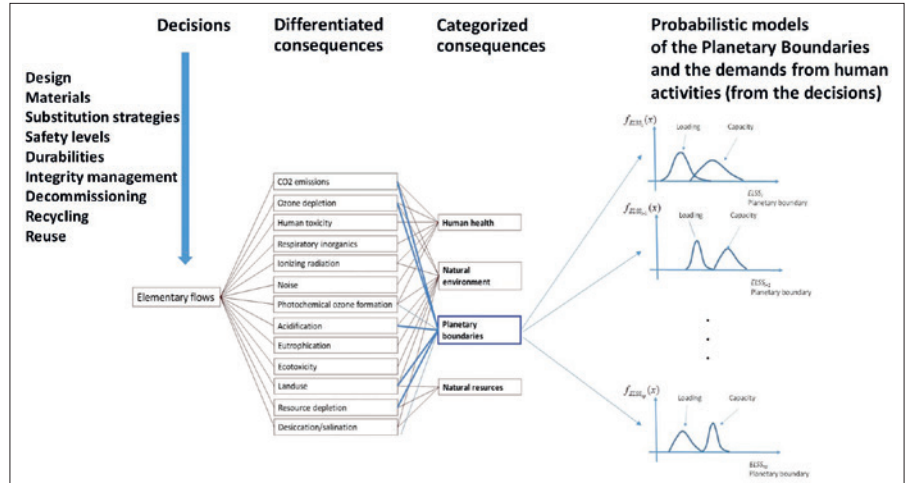 Decisions
Design
Materials
Substitution strategies
Safety levels
Durabilities
Integrity management
Decommissioning
Recycling
Reuse
Elementary flows
Differentiated
consequences
CO2 emissions
Ozone depletion
Human toxicity
Respiratory inorganics
Ionizing radiation
Noise
Photochemical ozone formation
Acidification
Eutrophication
Ecotoxicity
Landuse
Resource depletion
Desiccation/salination
Categorized
consequences
Human health
Natural
environment
Planetary
boundaries
Natural resurces
Probabilistic models
of the Planetary Boundaries
and the demands from human
activities (from the decisions)
Loading
Capacity
Planetary boundary
Loading
Capacity
Planetary boundary
Loading
Capacity
Planetary boundary